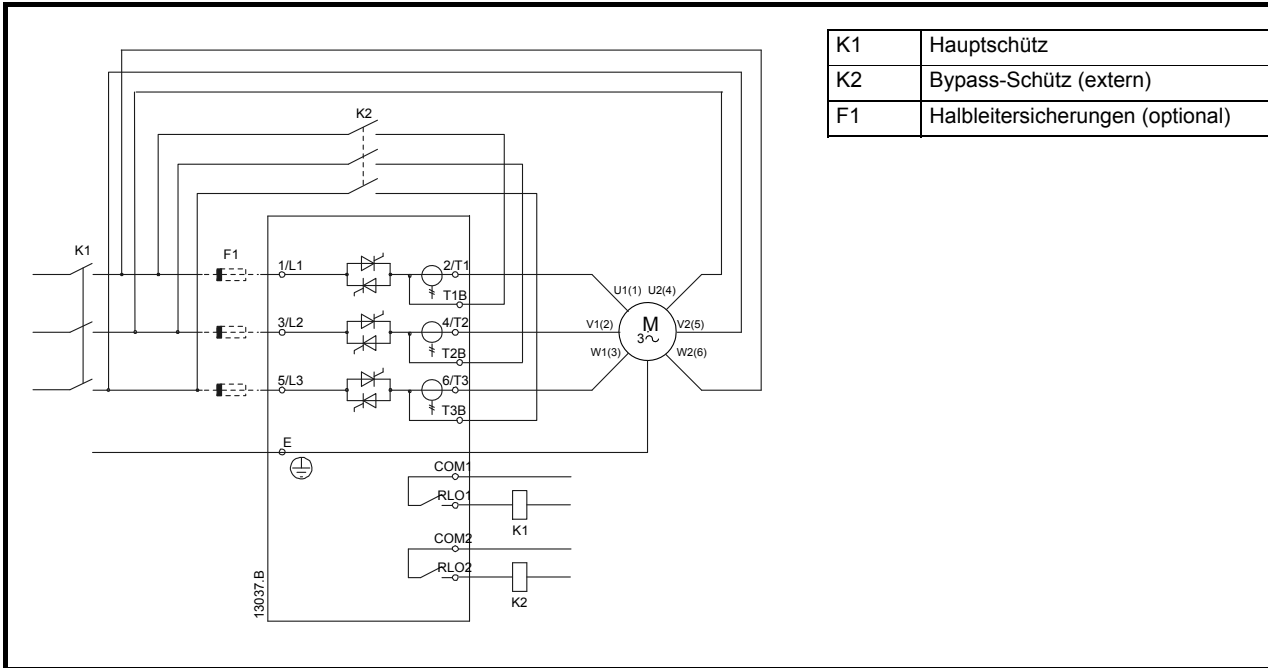 K1 Hauptschütz
K2 Bypass-Schütz (extern)
F1 Halbleitersicherungen (optional)
K2
K1
F1
1/L1
2/T1
T1B
3/L2
4/T2
T2B
5/L3
6/T3
T3B
E
U1(1) U2(4)
V1(2)
M
3~
V2(5)
W1(3)
W2(6)
COM1
RLO1
K1
COM2
RLO2
K2
13037.B